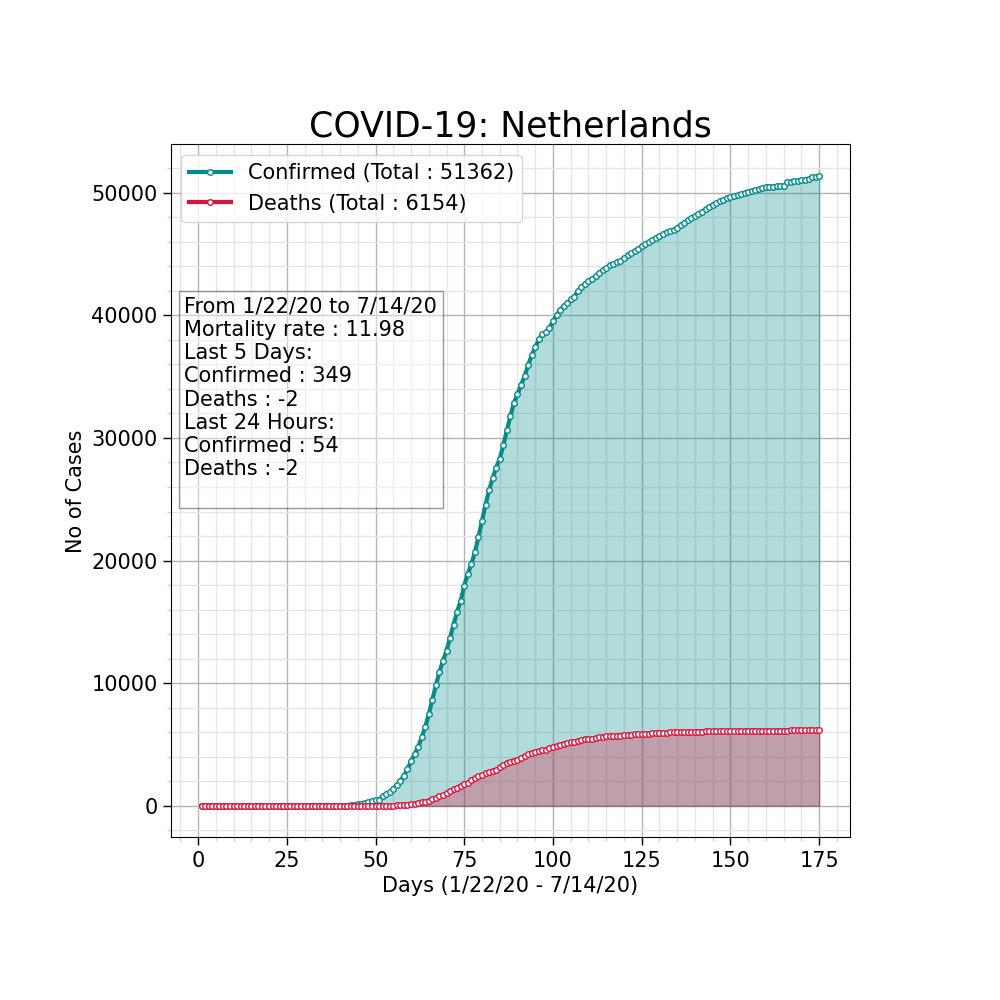 COVID-19: Netherlands
Confirmed (Total : 51362)
Deaths (Total : 6154)
From 1/22/20 to 7/14/20
Mortality rate : 11.98
Last 5 Days:
Confirmed : 349
Deaths : -2
Last 24 Hours:
Confirmed : 54
Deaths : -2
No of Cases
50000
40000
30000
20000
10000
0
0 25 50 75 100 125 150 175
Days (1/22/20 - 7/14/20)